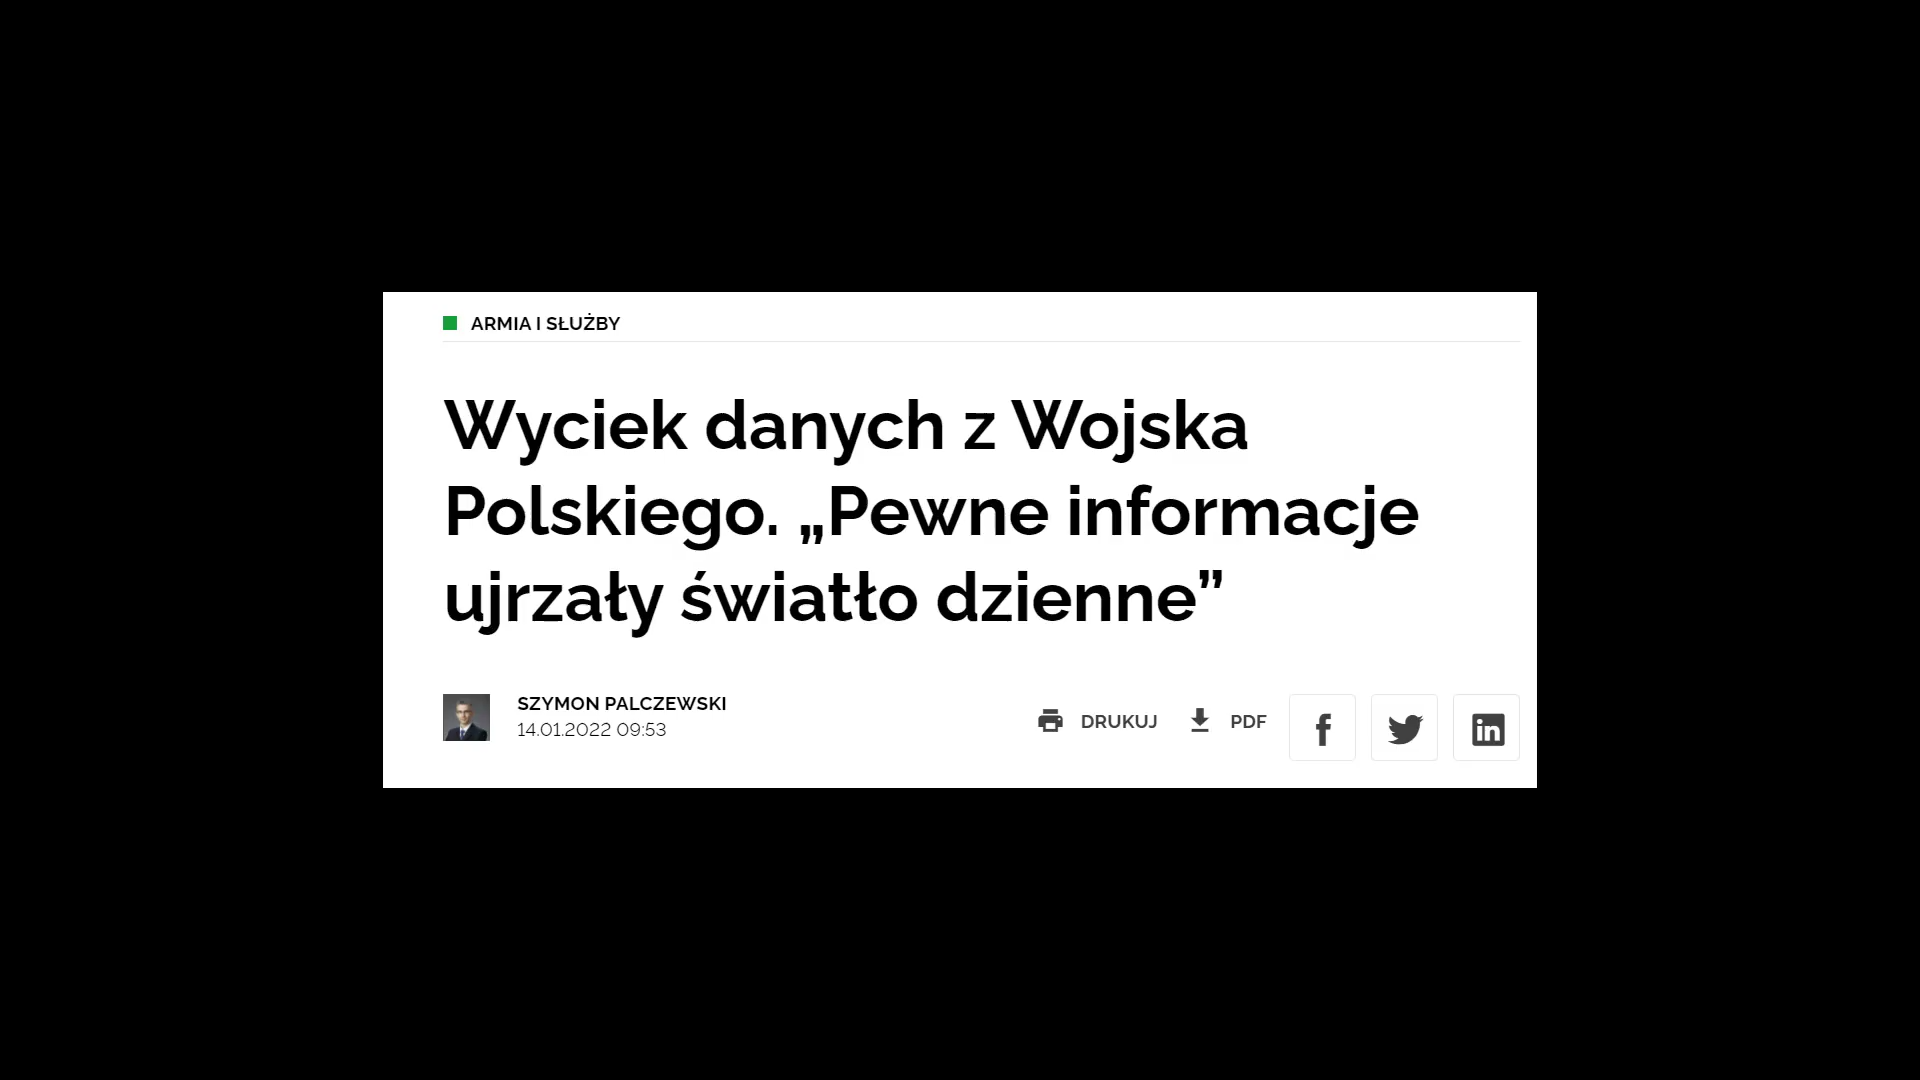 ARMIA I SŁUŻBY
Wyciek danych z Wojska
Polskiego. „Pewne informacje
ujrzały światło dzienne”
SZYMON PALCZEWSKI
14.01.2022 09:53
DRUKUJ
PDF